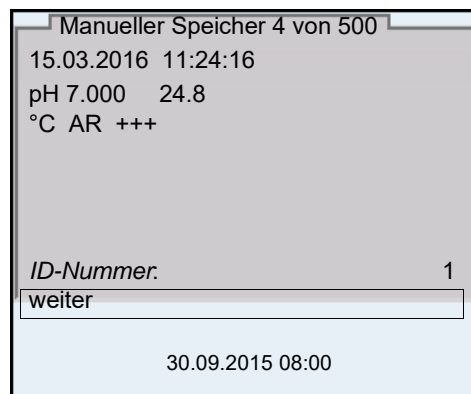 Manueller Speicher 4 von 500
15.03.2016 11:24:16
pH 7.000 24.8
°C AR +++
ID-Nummer: 1
weiter
30.09.2015 08:00